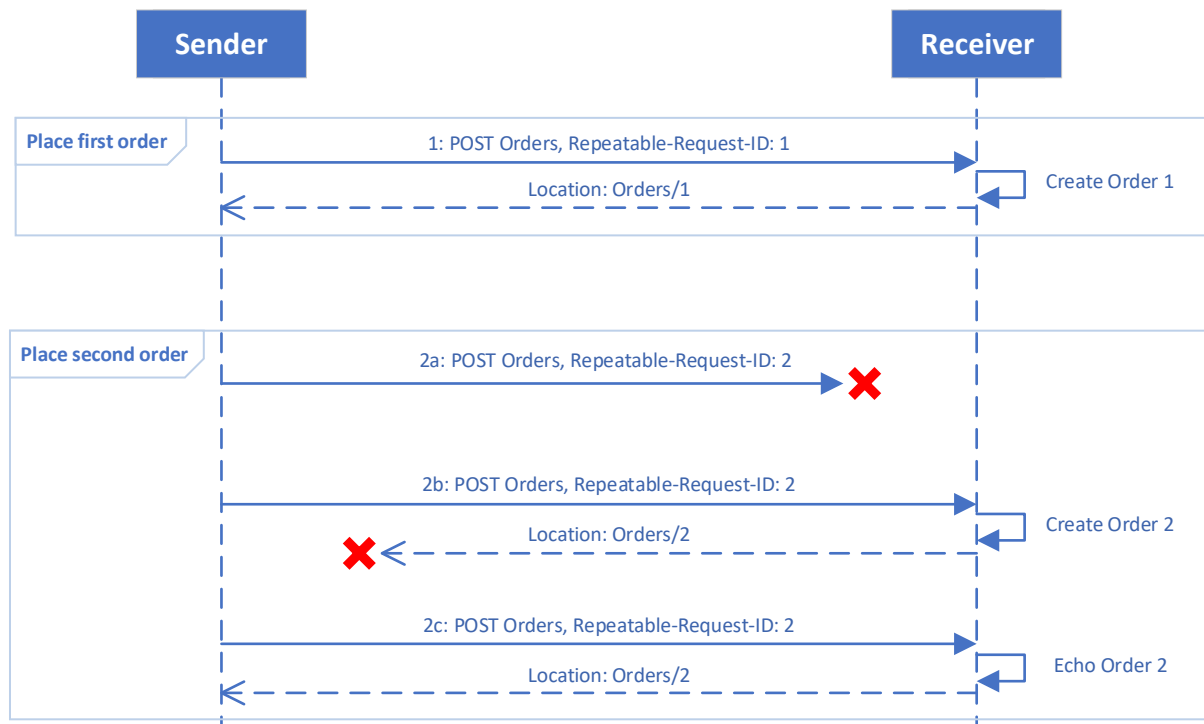 Sender
Receiver
Place first order
1: POST Orders, Repeatable-Request-ID: 1
Create Order 1
Location: Orders/1
Place second order
2a: POST Orders, Repeatable-Request-ID: 2
2b: POST Orders, Repeatable-Request-ID: 2
Create Order 2
Location: Orders/2
2c: POST Orders, Repeatable-Request-ID: 2
Echo Order 2
Location: Orders/2